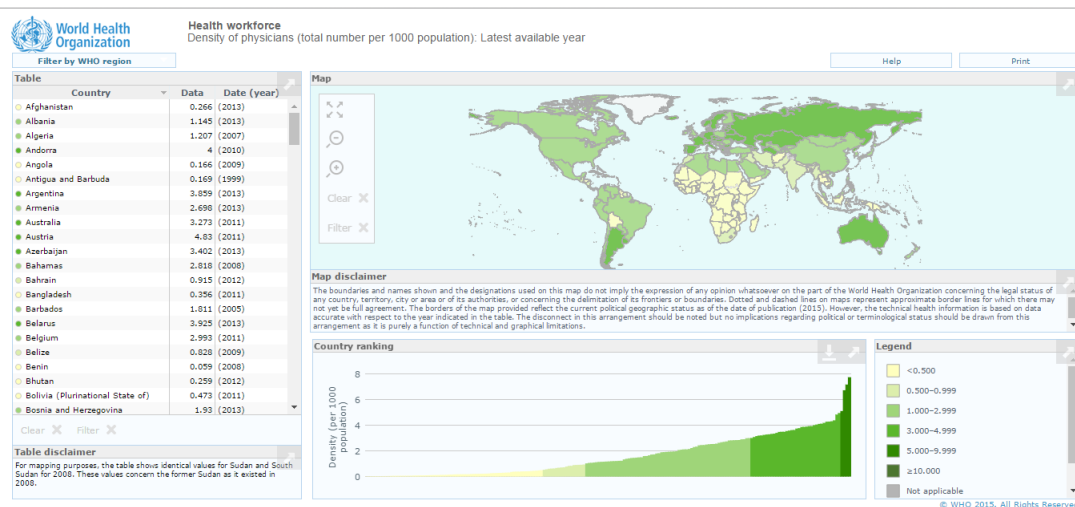 World Health
Organization
Health workforce
Density of physicians (total number per 1000 population): Latest available year
Filter by WHO region
Help
Print
Table
Country Data Date (year)
Afghanistan 0.266 (2013)
Albania 1.145 (2013)
Algeria 1.207 (2007)
Andorra 4 (2010)
Angola 0.166 (2009)
Antigua and Barbuda 0.169 (1999)
Argentina 3.859 (2013)
Armenia 2.698 (2013)
Australia 3.273 (2011)
Austria 4.83 (2011)
Azerbaijan 3.402 (2013)
Bahamas 2.818 (2008)
Bahrain 0.915 (2012)
Bangladesh 0.356 (2011)
Barbados 1.811 (2005)
Belarus 3.925 (2013)
Belgium 2.993 (2011)
Belize 0.828 (2009)
Benin 0.059 (2008)
Bhutan 0.259 (2012)
Bolivia (Plurinational State of) 0.473 (2011)
Bosnia and Herzegovina 1.93 (2013)
Clear Filter
Table disclaimer
For mapping purposes, the table shows identical values for Sudan and South
Sudan for 2008. These values concern the former Sudan as it existed in
2008.
Map
Clear
Filter
Map disclaimer
The boundaries and names shown and the designations used on this map do not imply the expression of any opinion whatsoever on the part of the World Health Organization concerning the legal status of
any country, territory, city or area or of its authorities, or concerning the delimitation of its frontiers or boundaries. Dotted and dashed lines on maps represent approximate border lines for which there may
not yet be full agreement. The borders of the map provided reflect the current political geographic status as of the date of publication (2015). However, the technical health information is based on data
accurate with respect to the year indicated in the table. The disconnect in this arrangement should be noted but no implications regarding political or terminological status should be drawn from this
arrangement as it is purely a function of technical and graphical limitations.
Country ranking
Density (per 1000
population)
8
6
4
2
0
Legend
<0.500
0.500–0.999
1.000–2.999
3.000–4.999
5.000–9.999
≥10.000
Not applicable
© WHO 2015. All Rights Reserved